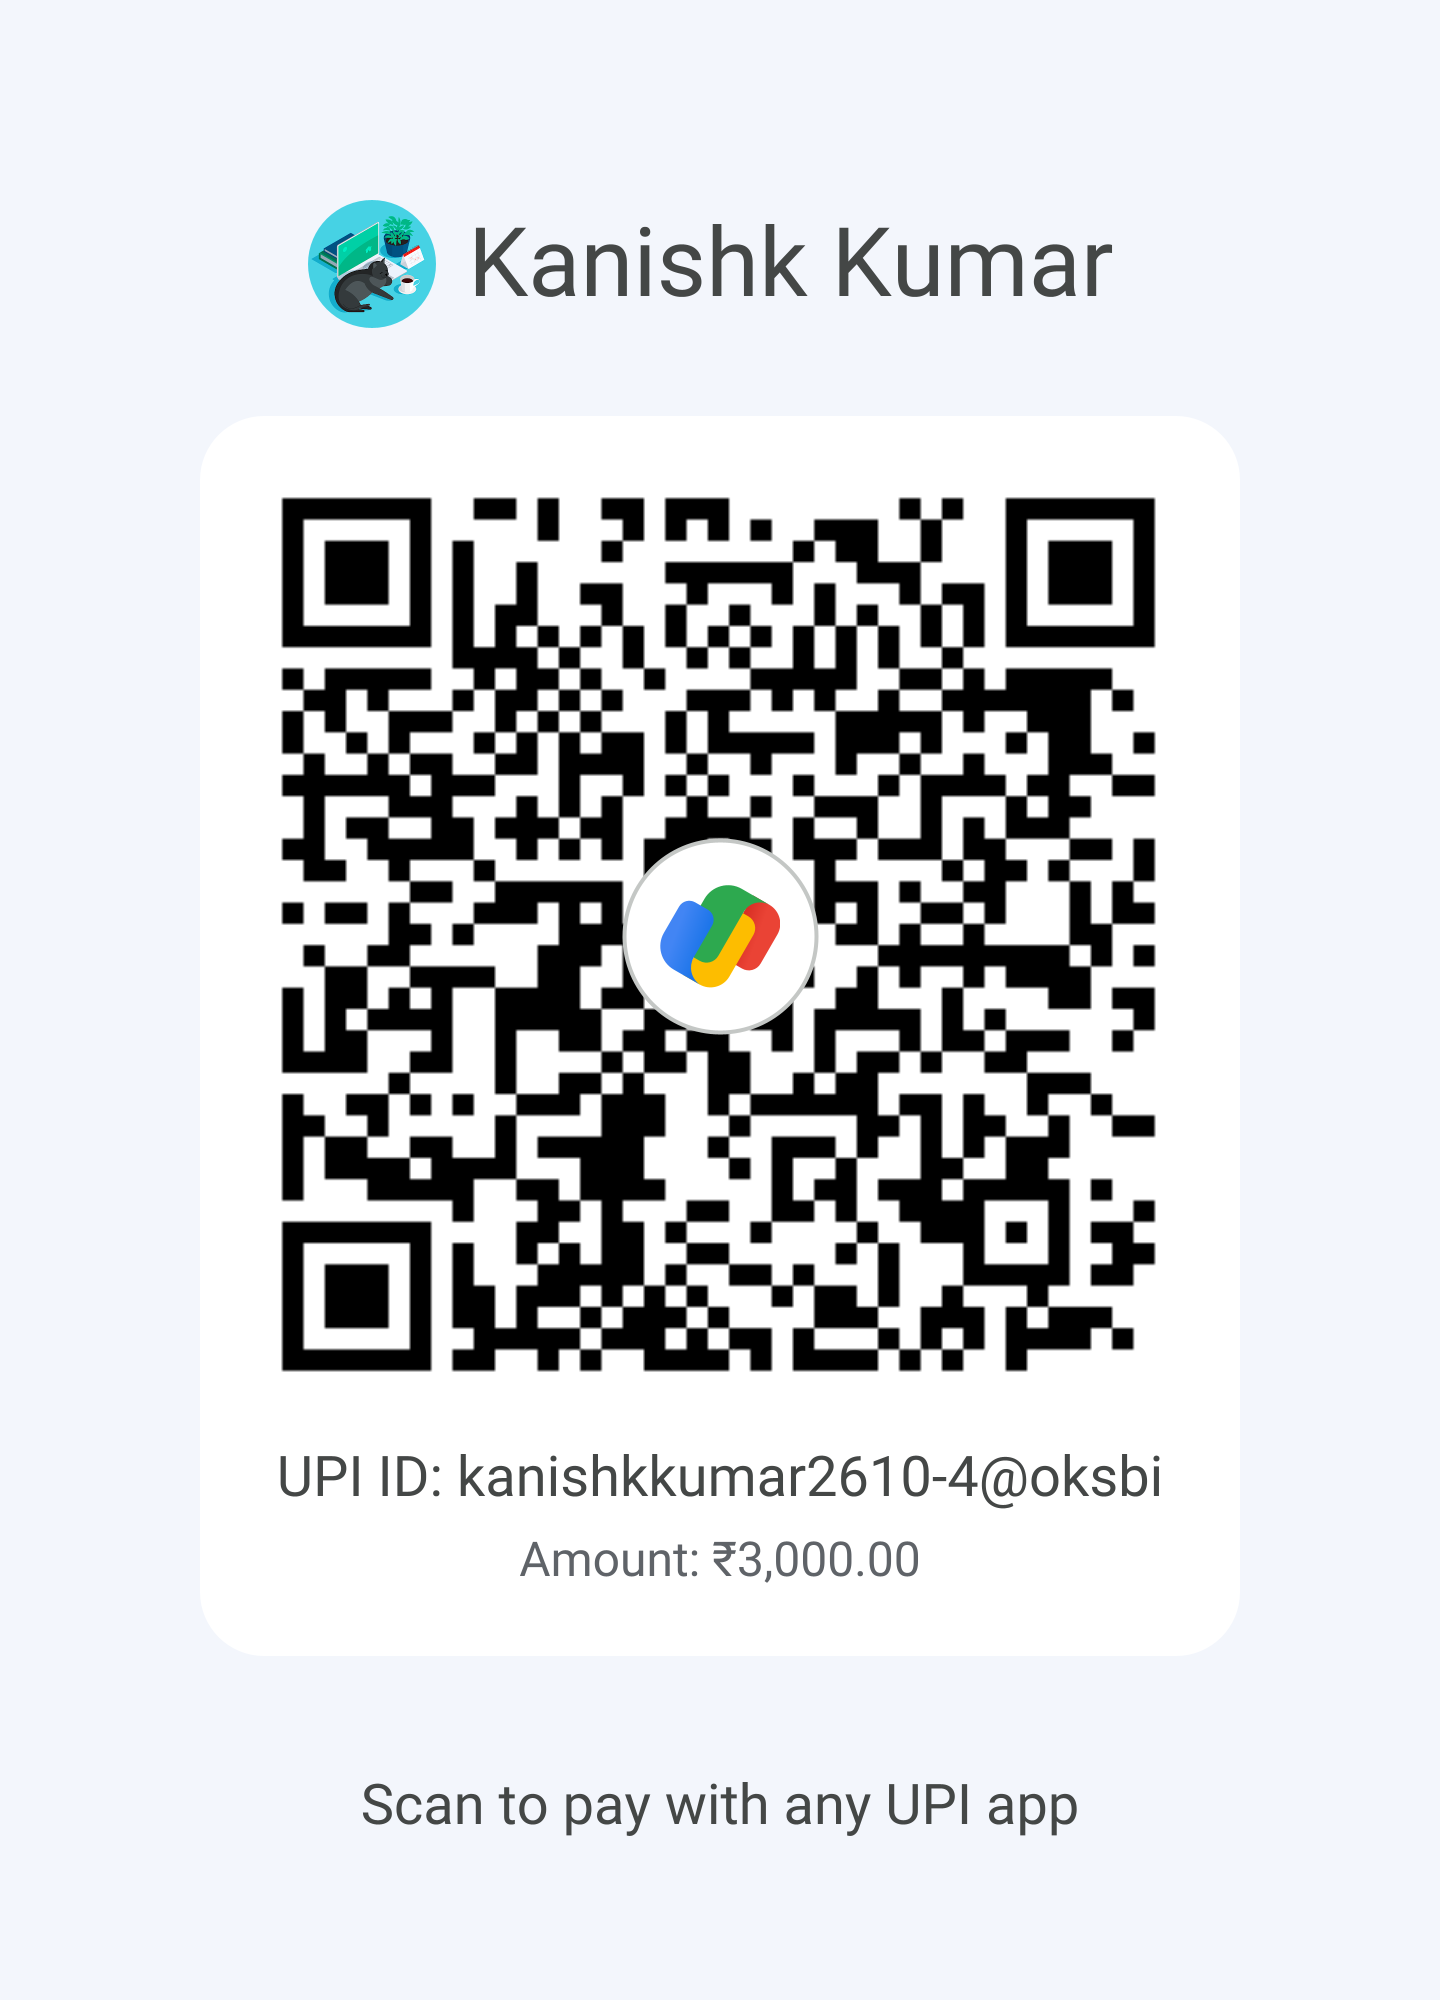 Kanishk Kumar
UPI ID: kanishkkumar2610-4@oksbi
Amount: ₹3,000.00
Scan to pay with any UPI app